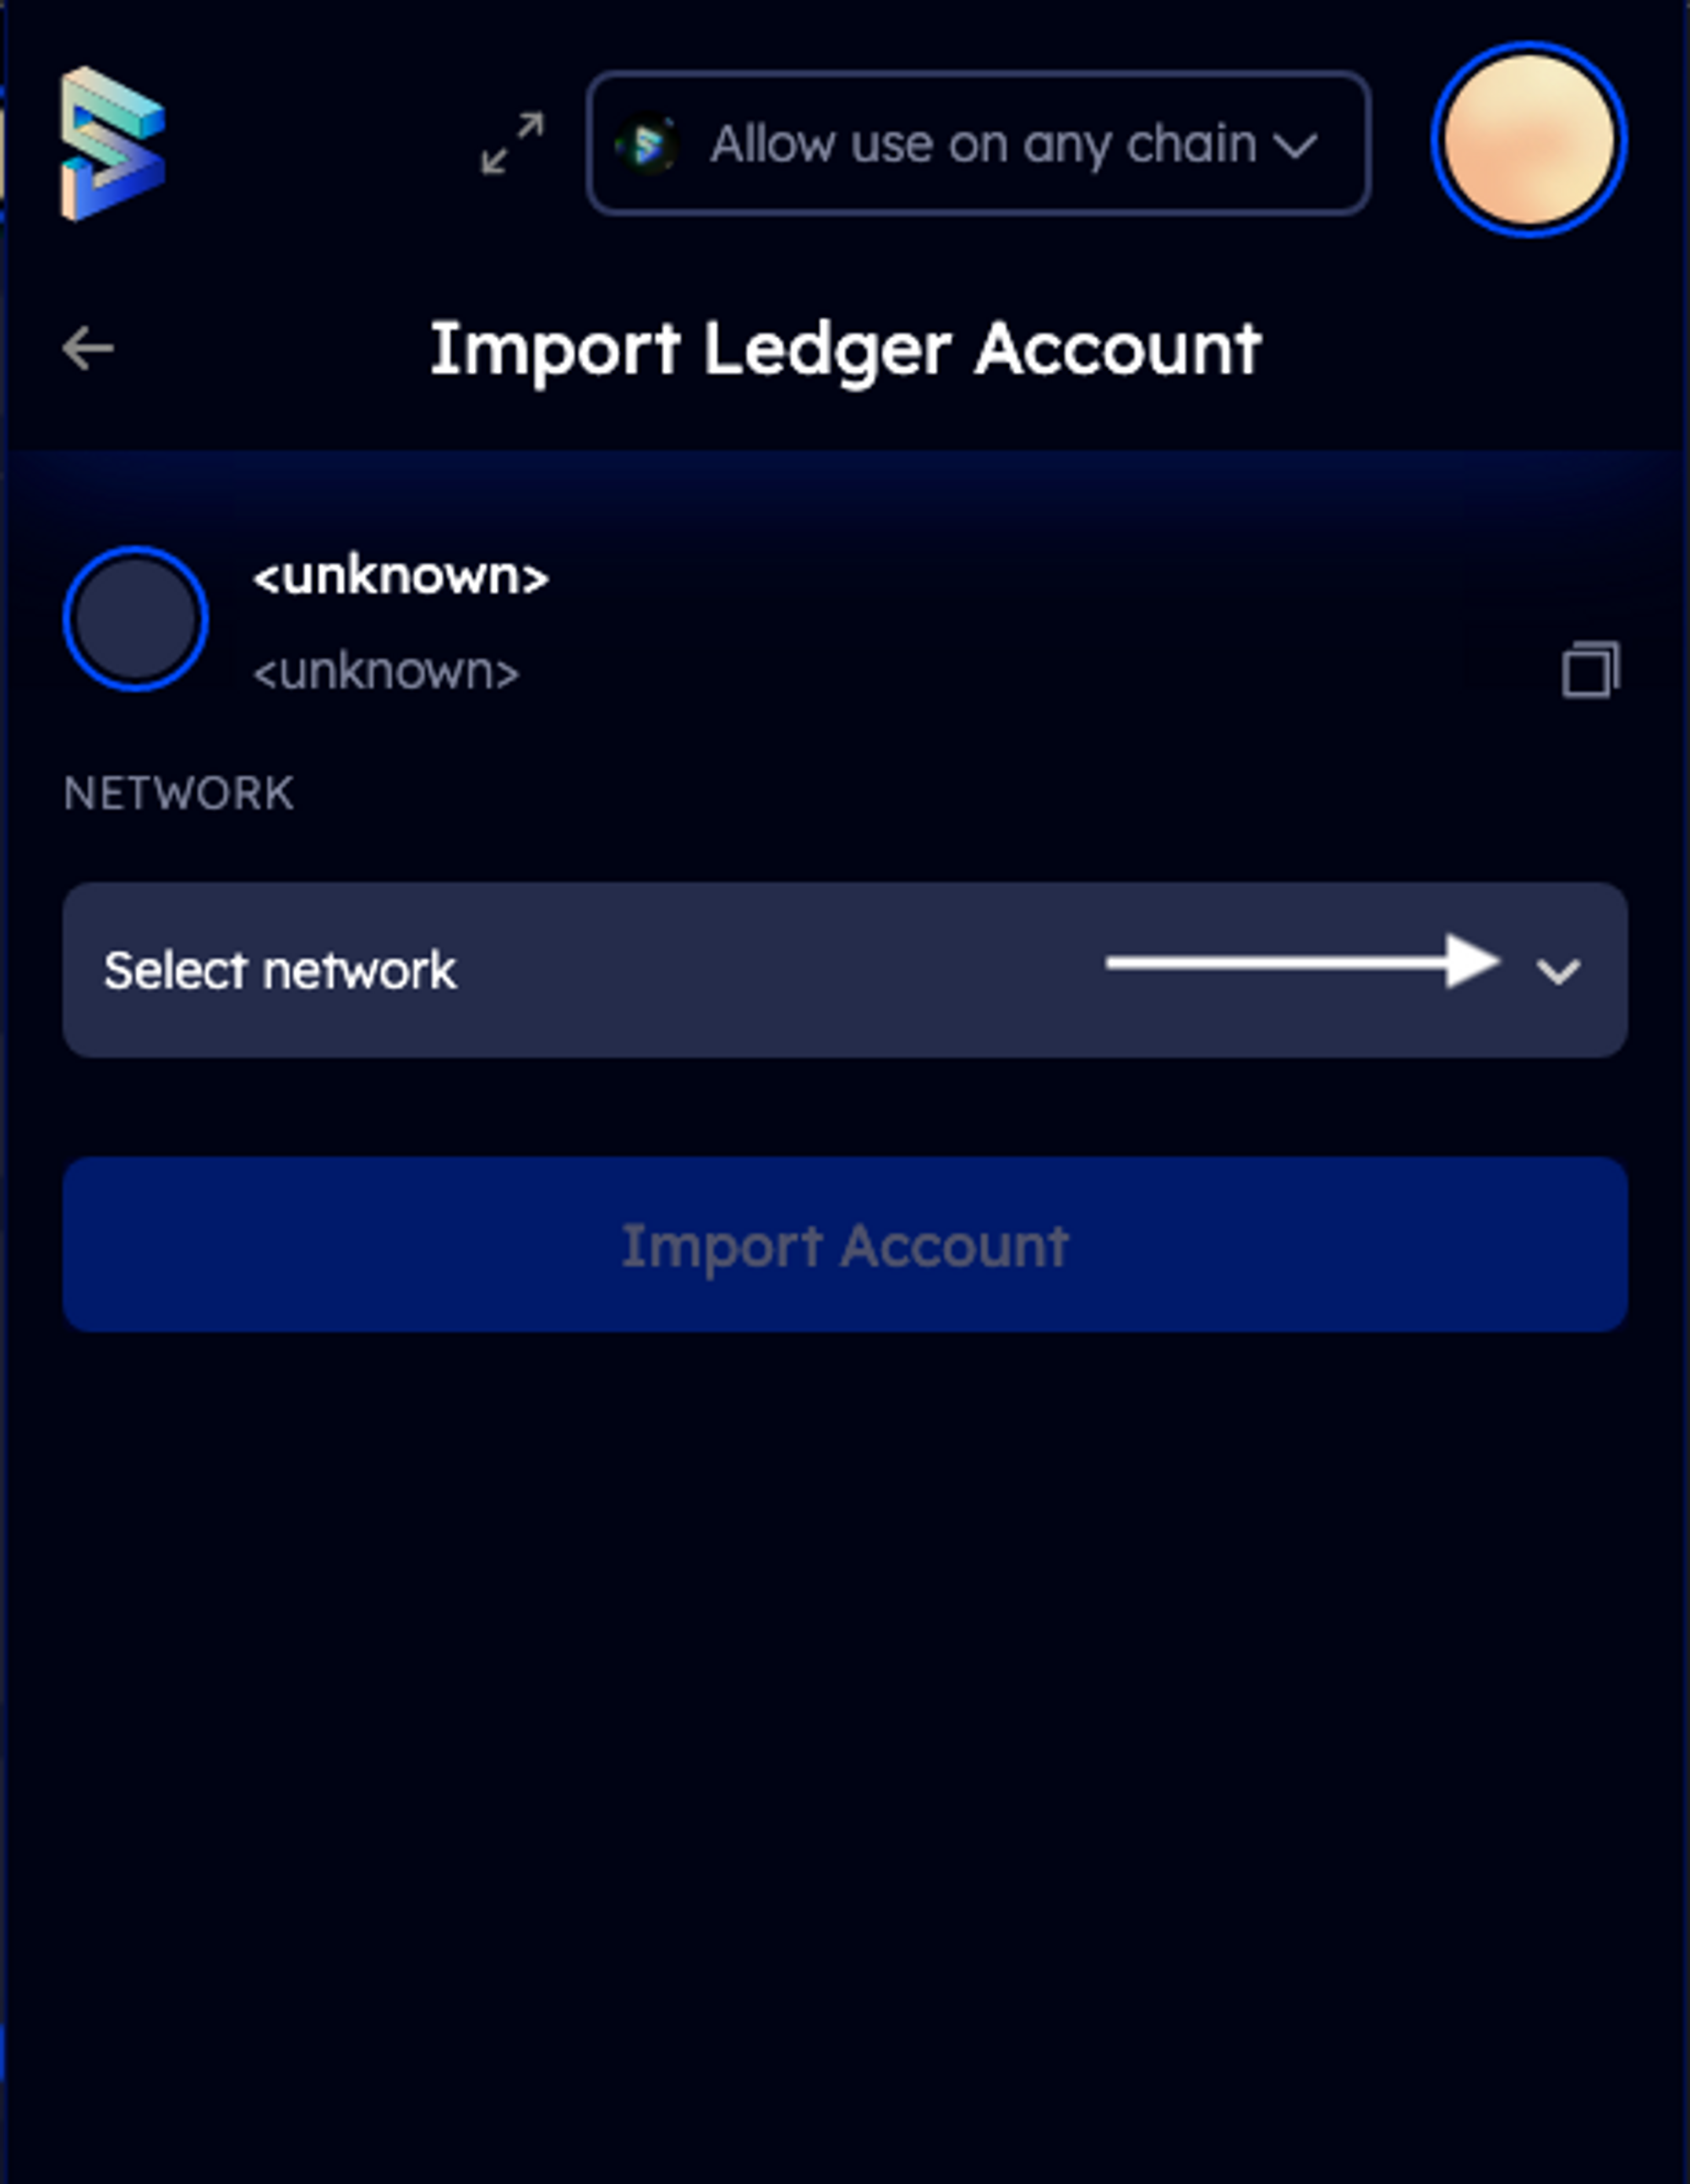 Allow use on any chain
Import Ledger Account
<unknown>
<unknown>
NETWORK
Select network
Import Account